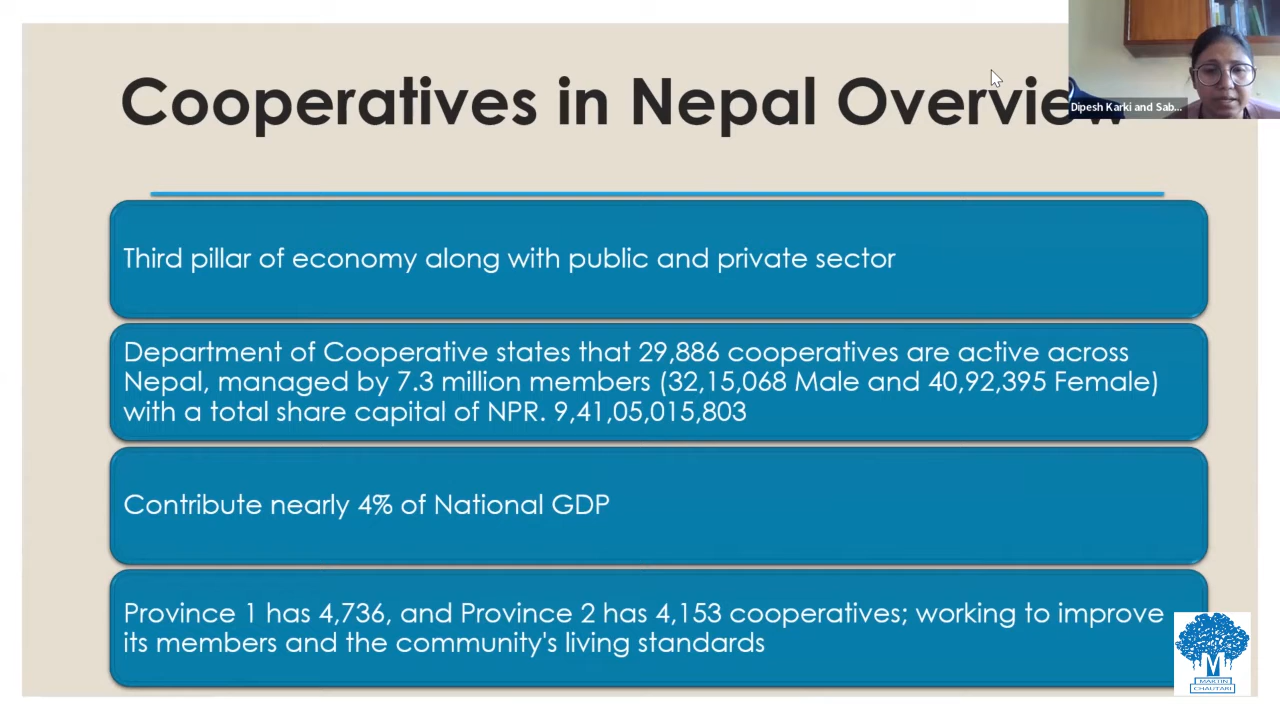 Cooperatives in Nepal Overview
Dipesh Karki and Sab...
Third pillar of economy along with public and private sector
Department of Cooperative states that 29,886 cooperatives are active across
Nepal, managed by 7.3 million members (32,15,068 Male and 40,92,395 Female)
with a total share capital of NPR. 9,41,05,015,803
Contribute nearly 4% of National GDP
Province 1 has 4,736, and Province 2 has 4,153 cooperatives; working to improve
its members and the community's living standards
MARTIN
CHAUTARI